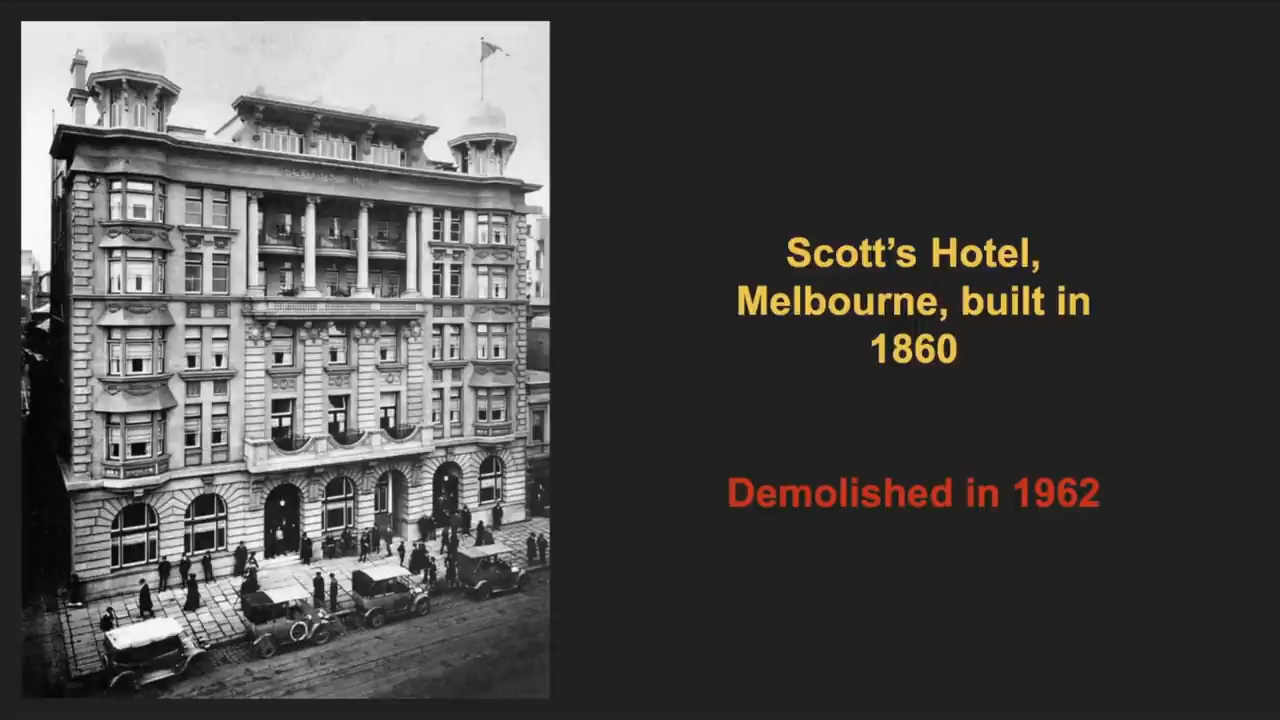 Scott’s Hotel,
Melbourne, built in
1860
Demolished in 1962